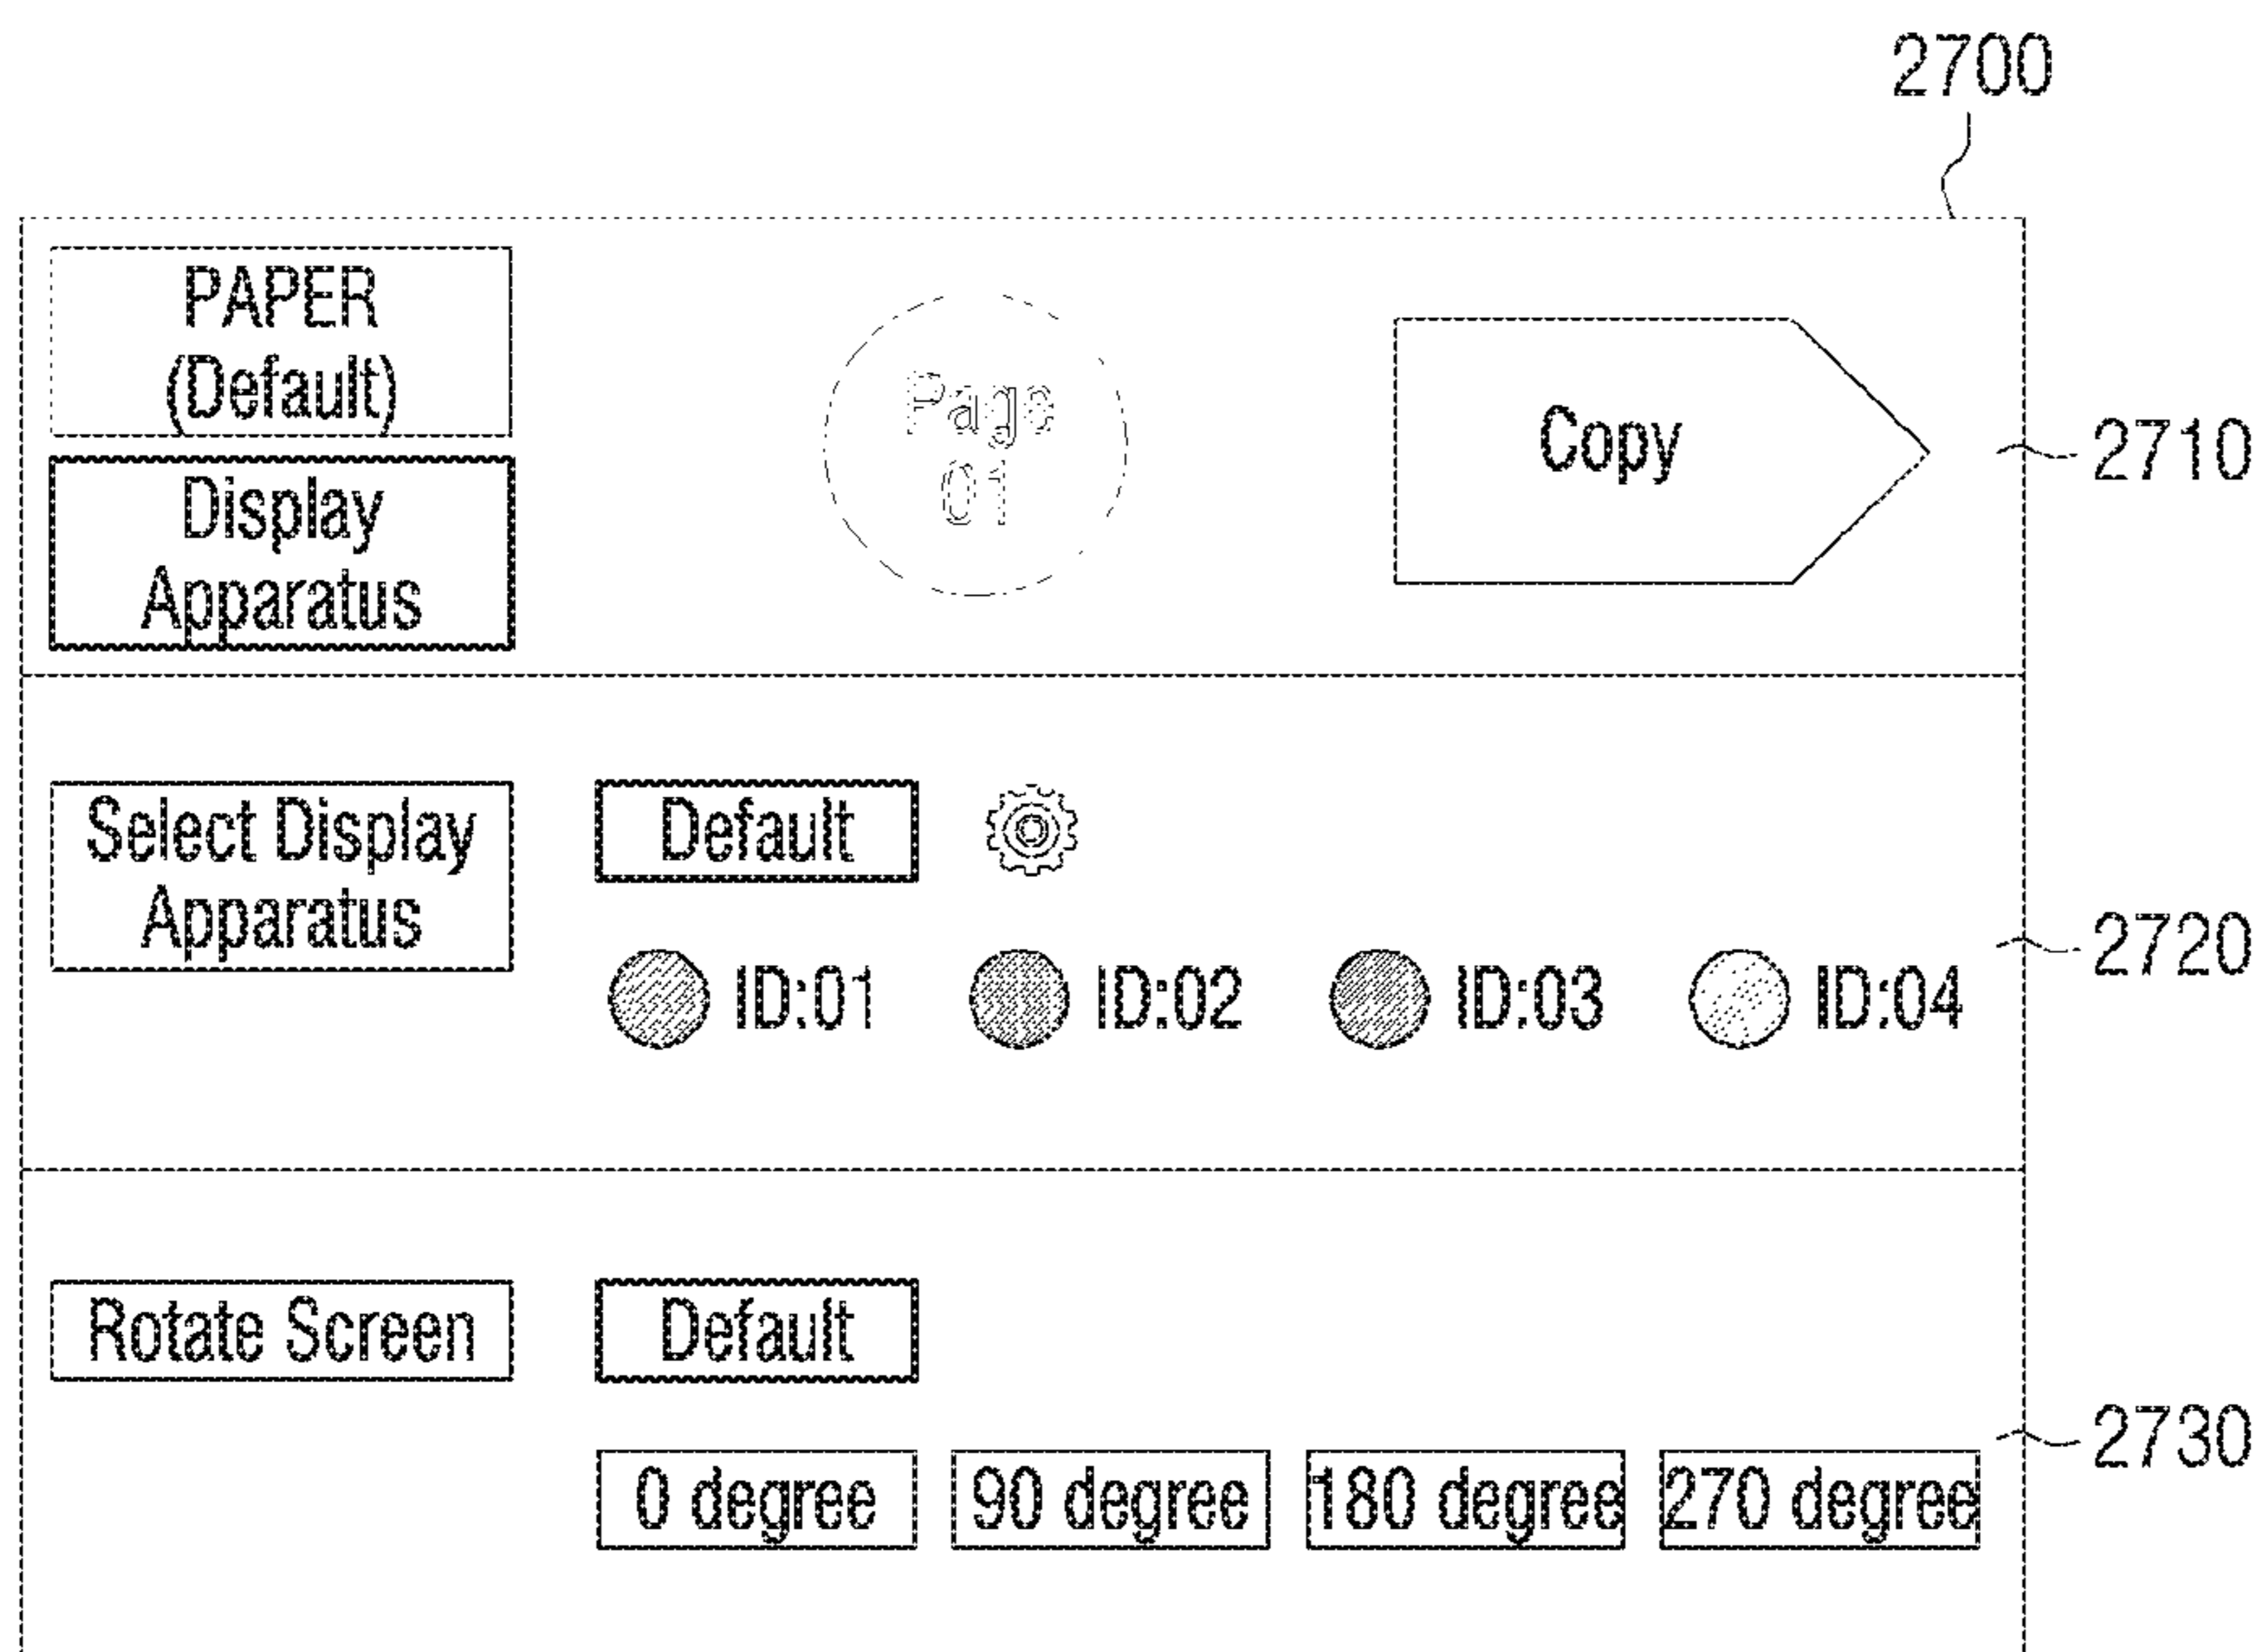 2700
PAPER
(Default)
Display
Apparatus
Page
01
Copy
2710
Select Display
Apparatus
Default
ID:01 ID:02 ID:03 ID:04
2720
Rotate Screen
Default
0 degree 90 degree 180 degree 270 degree
2730